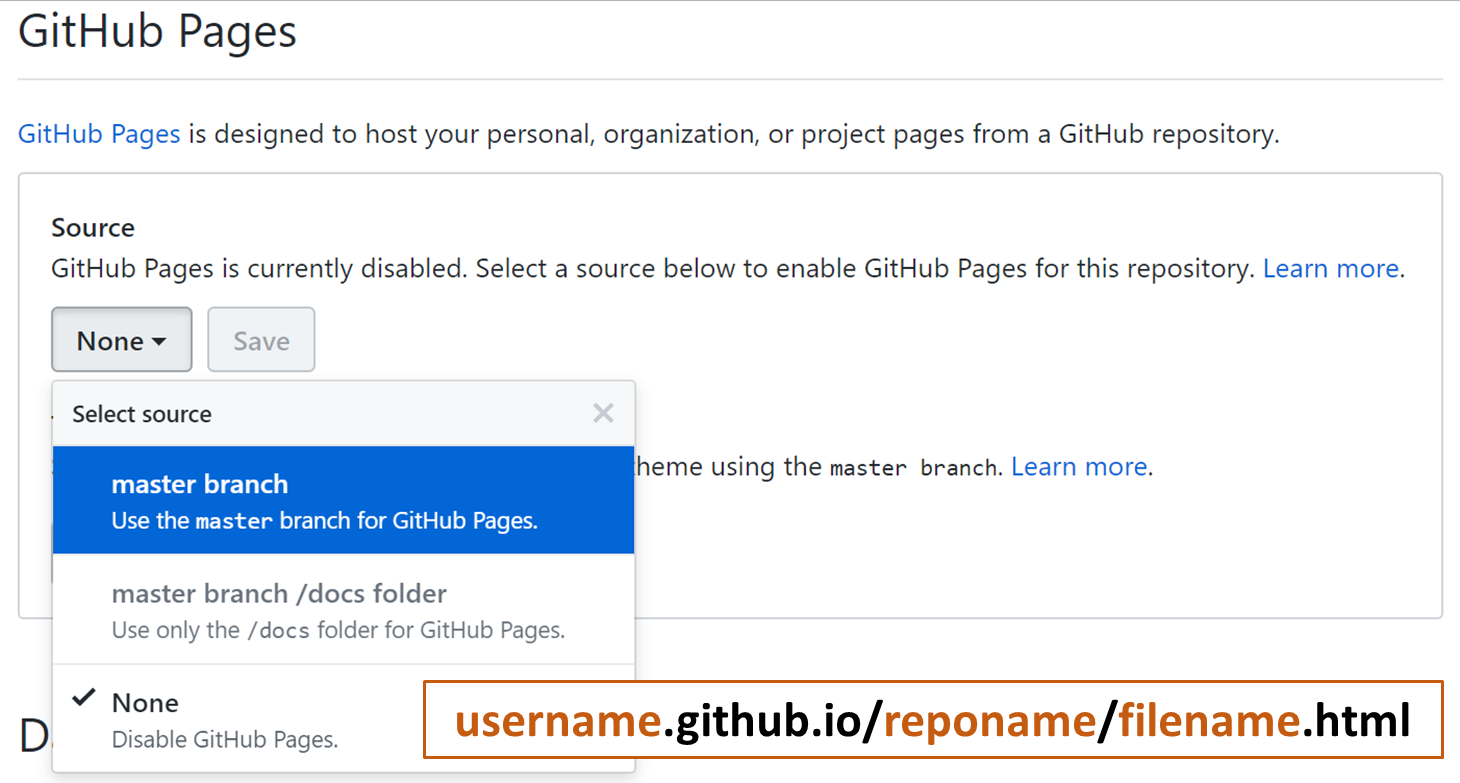 GitHub Pages
GitHub Pages is designed to host your personal, organization, or project pages from a GitHub repository.
Source
GitHub Pages is currently disabled. Select a source below to enable GitHub Pages for this repository. Learn more.
None
Save
Select source
master branch
Use the master branch for GitHub Pages.
using the master branch. Learn more.
master branch /docs folder
Use only the /docs folder for GitHub Pages.
None
Disable GitHub Pages.
username.github.io/reponame/filename.html